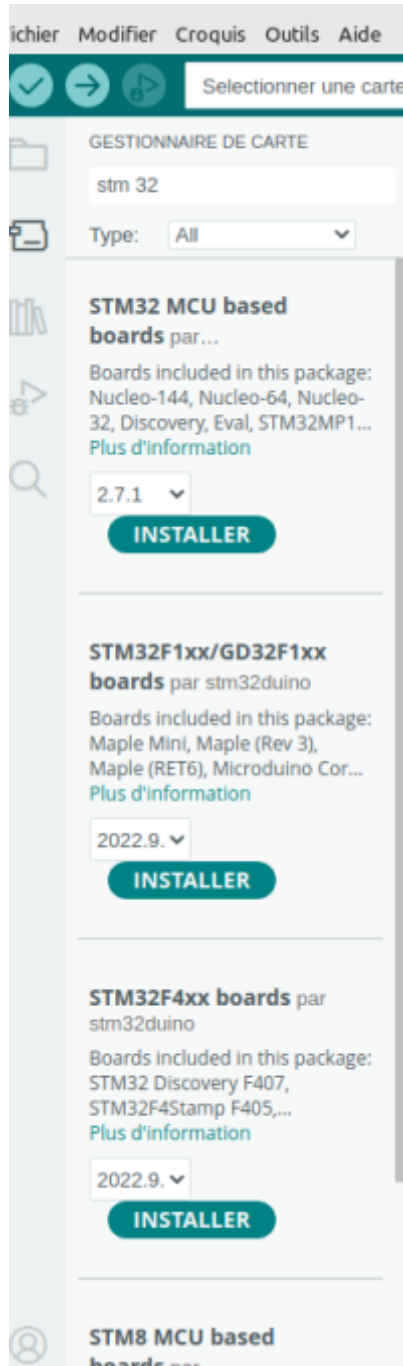 ichier Modifier Croquis Outils Aide
Selectionner une carte
GESTIONNAIRE DE CARTE
stm 32
Type: All
STM32 MCU based
boards par...
Boards included in this package:
Nucleo-144, Nucleo-64, Nucleo-
32, Discovery, Eval, STM32MP1...
Plus d'information
2.7.1
INSTALLER
STM32F1xx/GD32F1xx
boards par stm32duino
Boards included in this package:
Maple Mini, Maple (Rev 3),
Maple (RET6), Microduino Cor...
Plus d'information
2022.9.
INSTALLER
STM32F4xx boards par
stm32duino
Boards included in this package:
STM32 Discovery F407,
STM32F4Stamp F405,...
Plus d'information
2022.9.
INSTALLER
STM8 MCU based
boards par